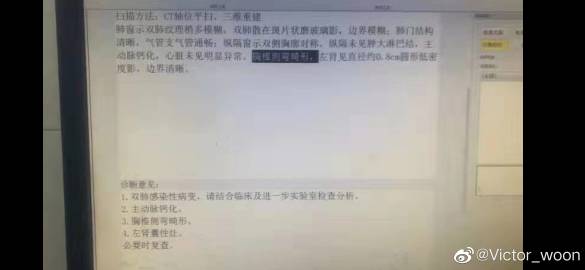 扫描方法：CT轴位平扫，三维重建
肺窗示双肺纹理稍多模糊，双肺散在斑片状磨玻璃影，边界模糊；肺门结构
清晰，气管支气管通畅；纵隔窗示双侧胸廓对称，纵隔未见肿大淋巴结，主
动脉钙化，心脏未见明显异常。胸椎侧弯畸形，左肾见直径约0.8cm圆形低密
度影，边界清晰。
诊断意见：
1.双肺感染性病变，请结合临床及进一步实验室检查分析。
2.主动脉钙化。
3.胸椎侧弯畸形。
4.左肾囊性灶。
必要时复查。
@Victor_woon